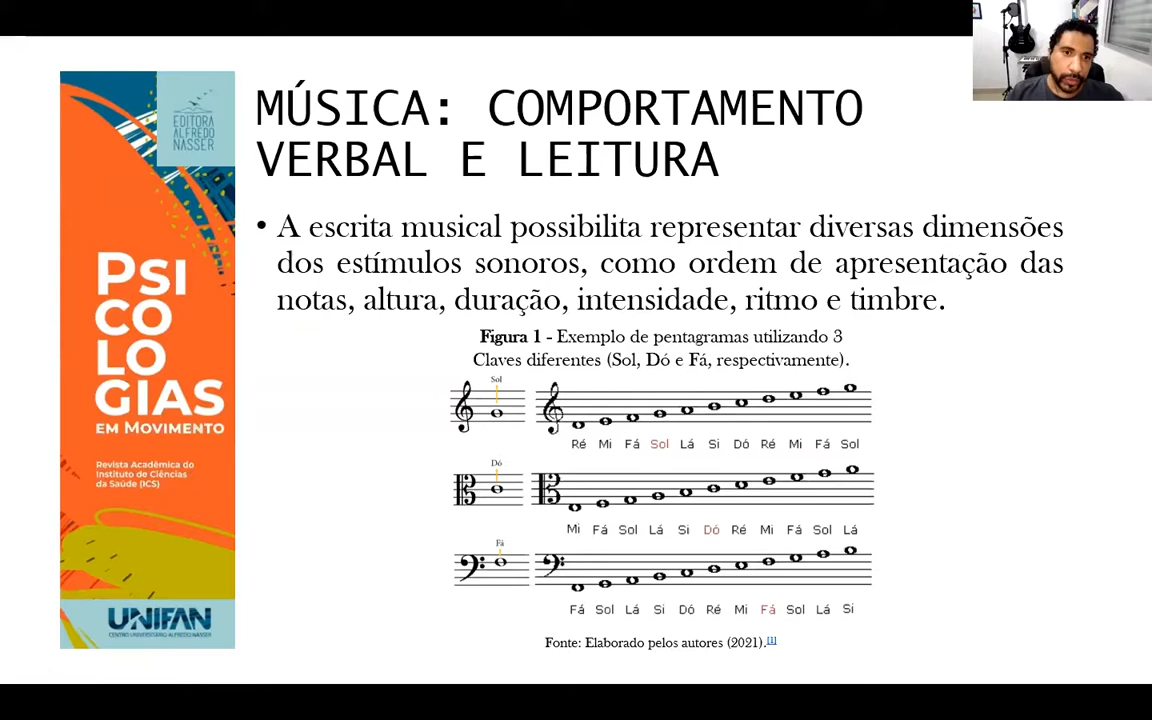 EDITORA
ALFREDO
NASSER
PSI
CO
LO
GIAS
EM MOVIMENTO
Revista Acadêmica do
Instituto de Ciências
da Saúde (ICS)
UNIFAN
CENTRO UNIVERSITÁRIO ALFREDO NASSER
MÚSICA: COMPORTAMENTO
VERBAL E LEITURA
• A escrita musical possibilita representar diversas dimensões
dos estímulos sonoros, como ordem de apresentação das
notas, altura, duração, intensidade, ritmo e timbre.
Figura 1 - Exemplo de pentagramas utilizando 3
Claves diferentes (Sol, Dó e Fá, respectivamente).
Sol
Ré Mi Fá Sol Lá Si Dó Ré Mi Fá Sol
Dó
Mi Fá Sol Lá Si Dó Ré Mi Fá Sol Lá
Fá
Fá Sol Lá Si Dó Ré Mi Fá Sol Lá Si
Fonte: Elaborado pelos autores (2021).[1]